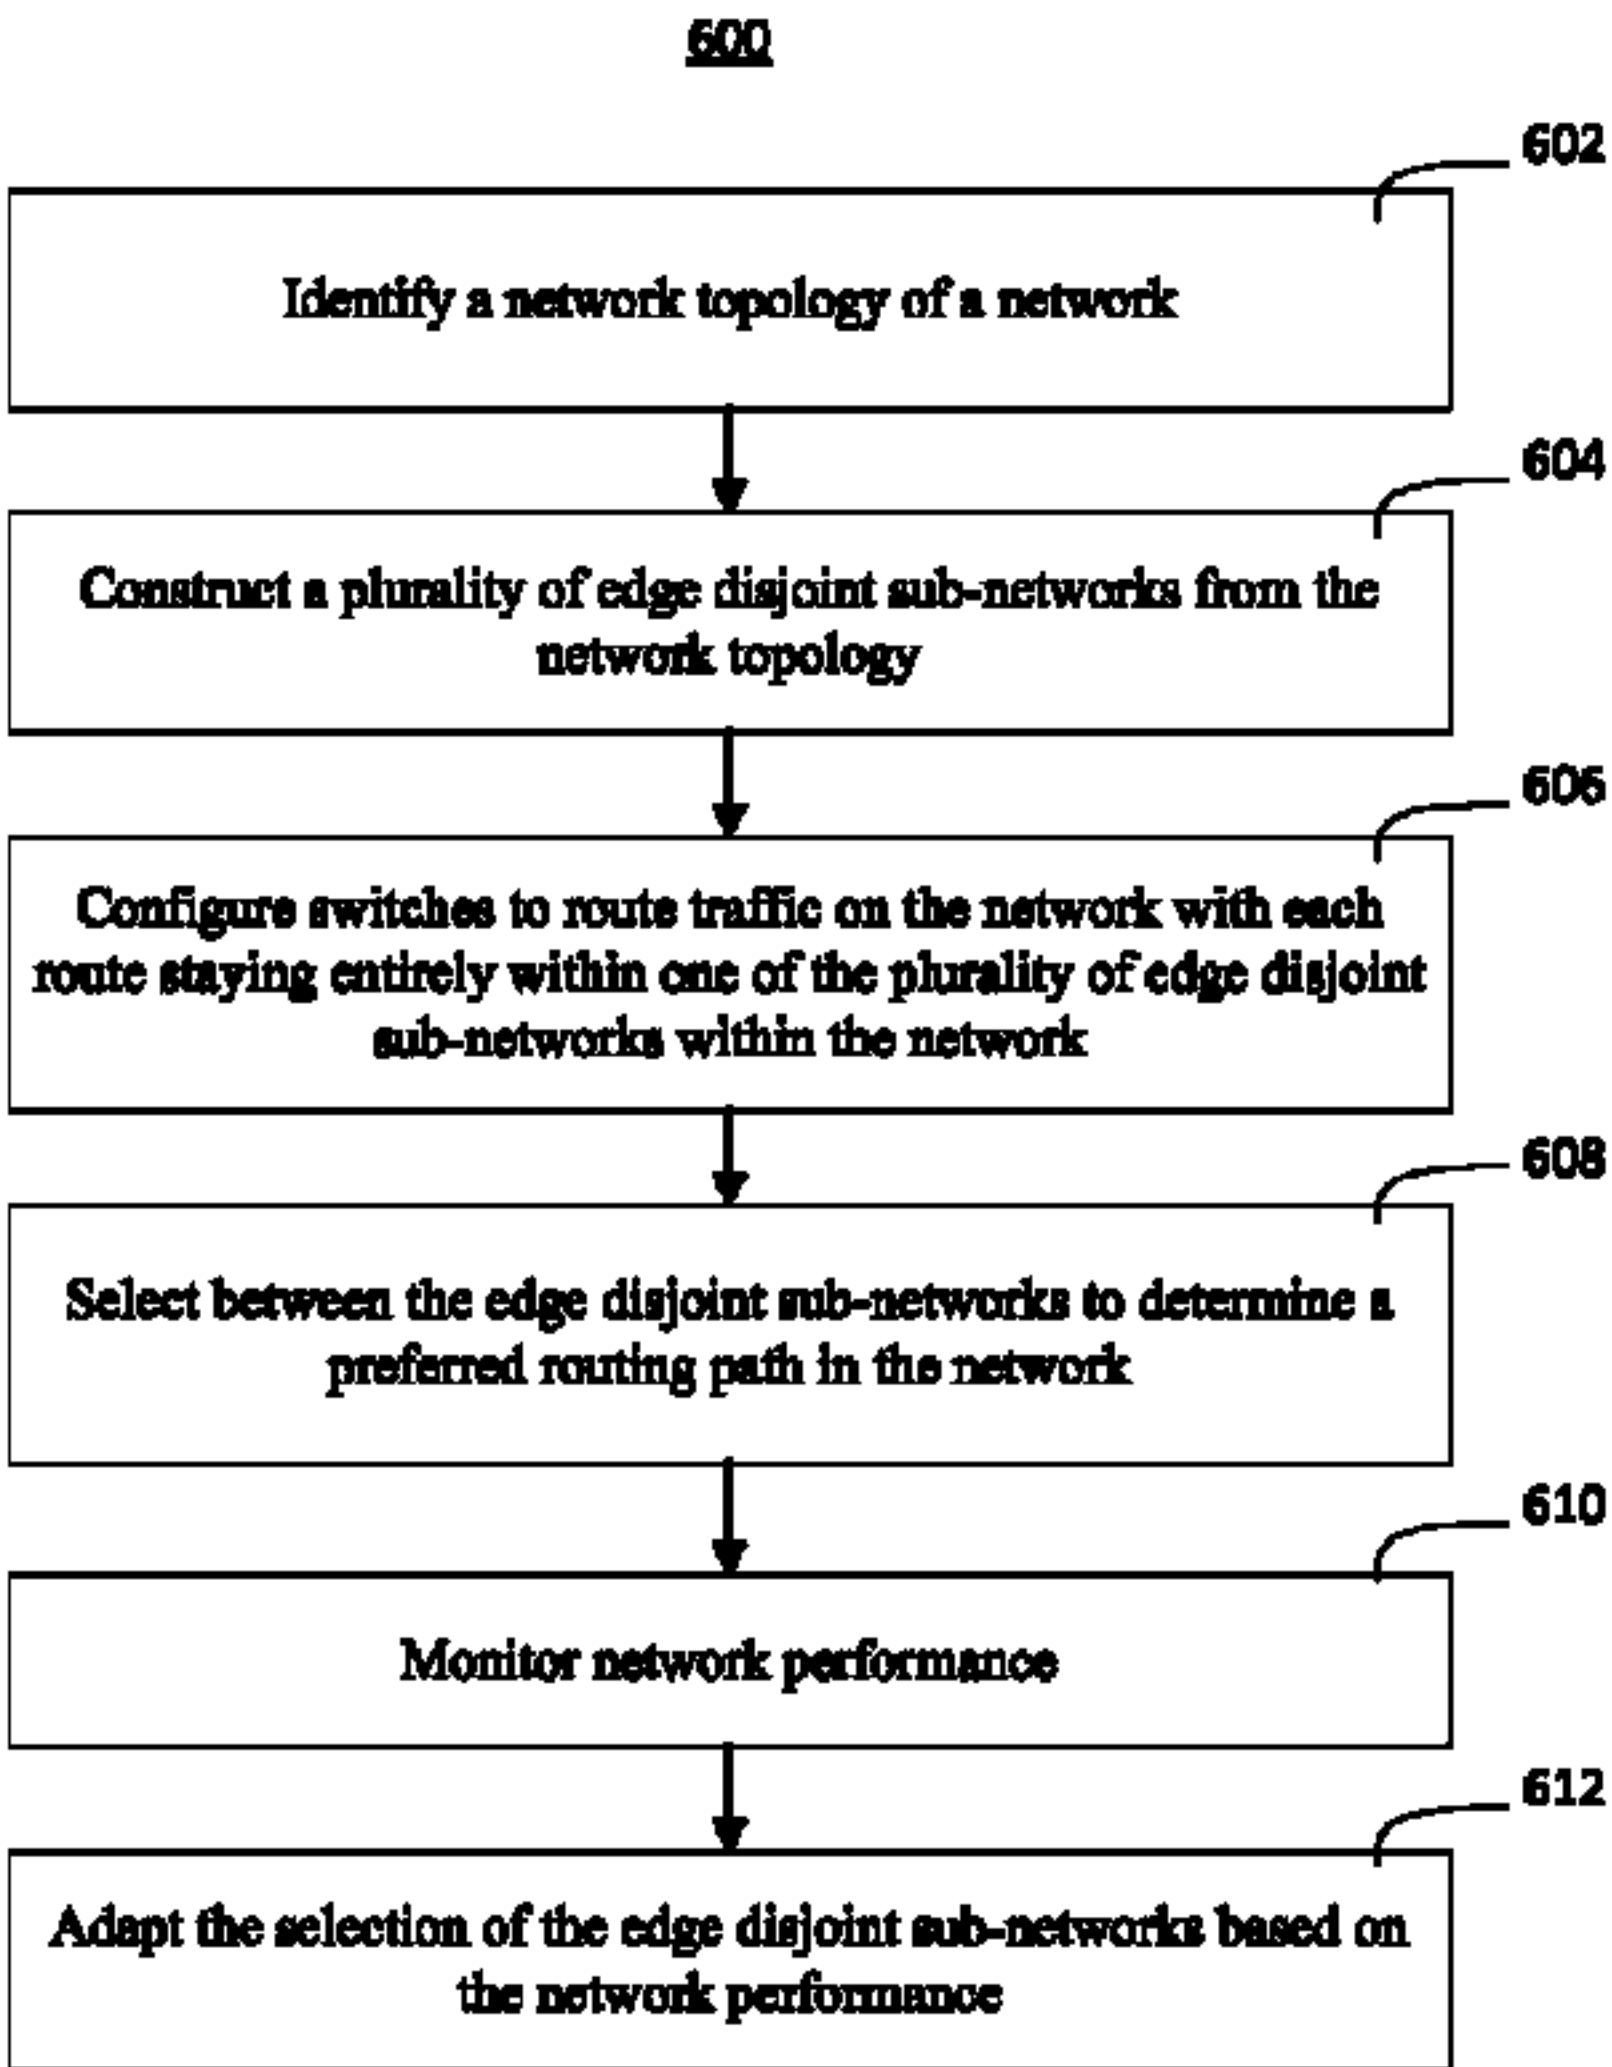 600
602
Identify a network topology of a network
604
Construct a plurality of edge disjoint sub-networks from the
network topology
606
Configure switches to route traffic on the network with each
route staying entirely within one of the plurality of edge disjoint
sub-networks within the network
608
Select between the edge disjoint sub-networks to determine a
preferred routing path in the network
610
Monitor network performance
612
Adapt the selection of the edge disjoint sub-networks based on
the network performance